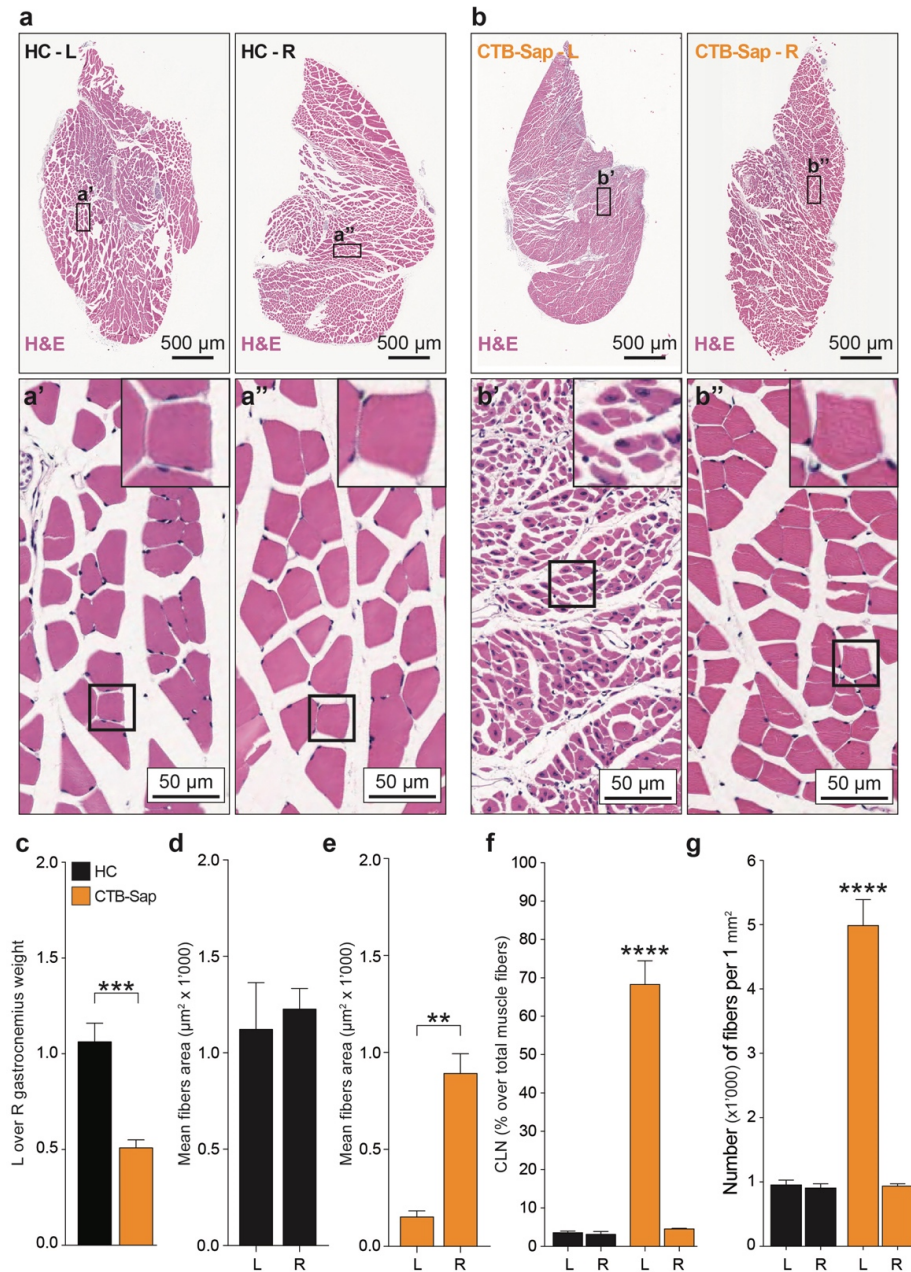 a
b
HC - L
HC - R
CTB-Sap - L
CTB-Sap - R
a’
a’’
b’
b’’
H&E
500 µm
H&E
500 µm
H&E
500 µm
H&E
500 µm
a’
a’’
b’
b’’
50 µm
50 µm
50 µm
50 µm
c
L over R gastrocnemius weight
2.0
1.5
1.0
0.5
0.0
HC
CTB-Sap
***
d
Mean fibers area (µm² x 1’000)
2.0
1.5
1.0
0.5
0.0
L
R
e
Mean fibers area (µm² x 1’000)
2.0
1.5
1.0
0.5
0.0
**
L
R
f
CLN (% over total muscle fibers)
100
90
80
70
60
50
40
30
20
10
0
****
L
R
L
R
g
Number (x1’000) of fibers per 1 mm²
6
5
4
3
2
1
0
****
L
R
L
R